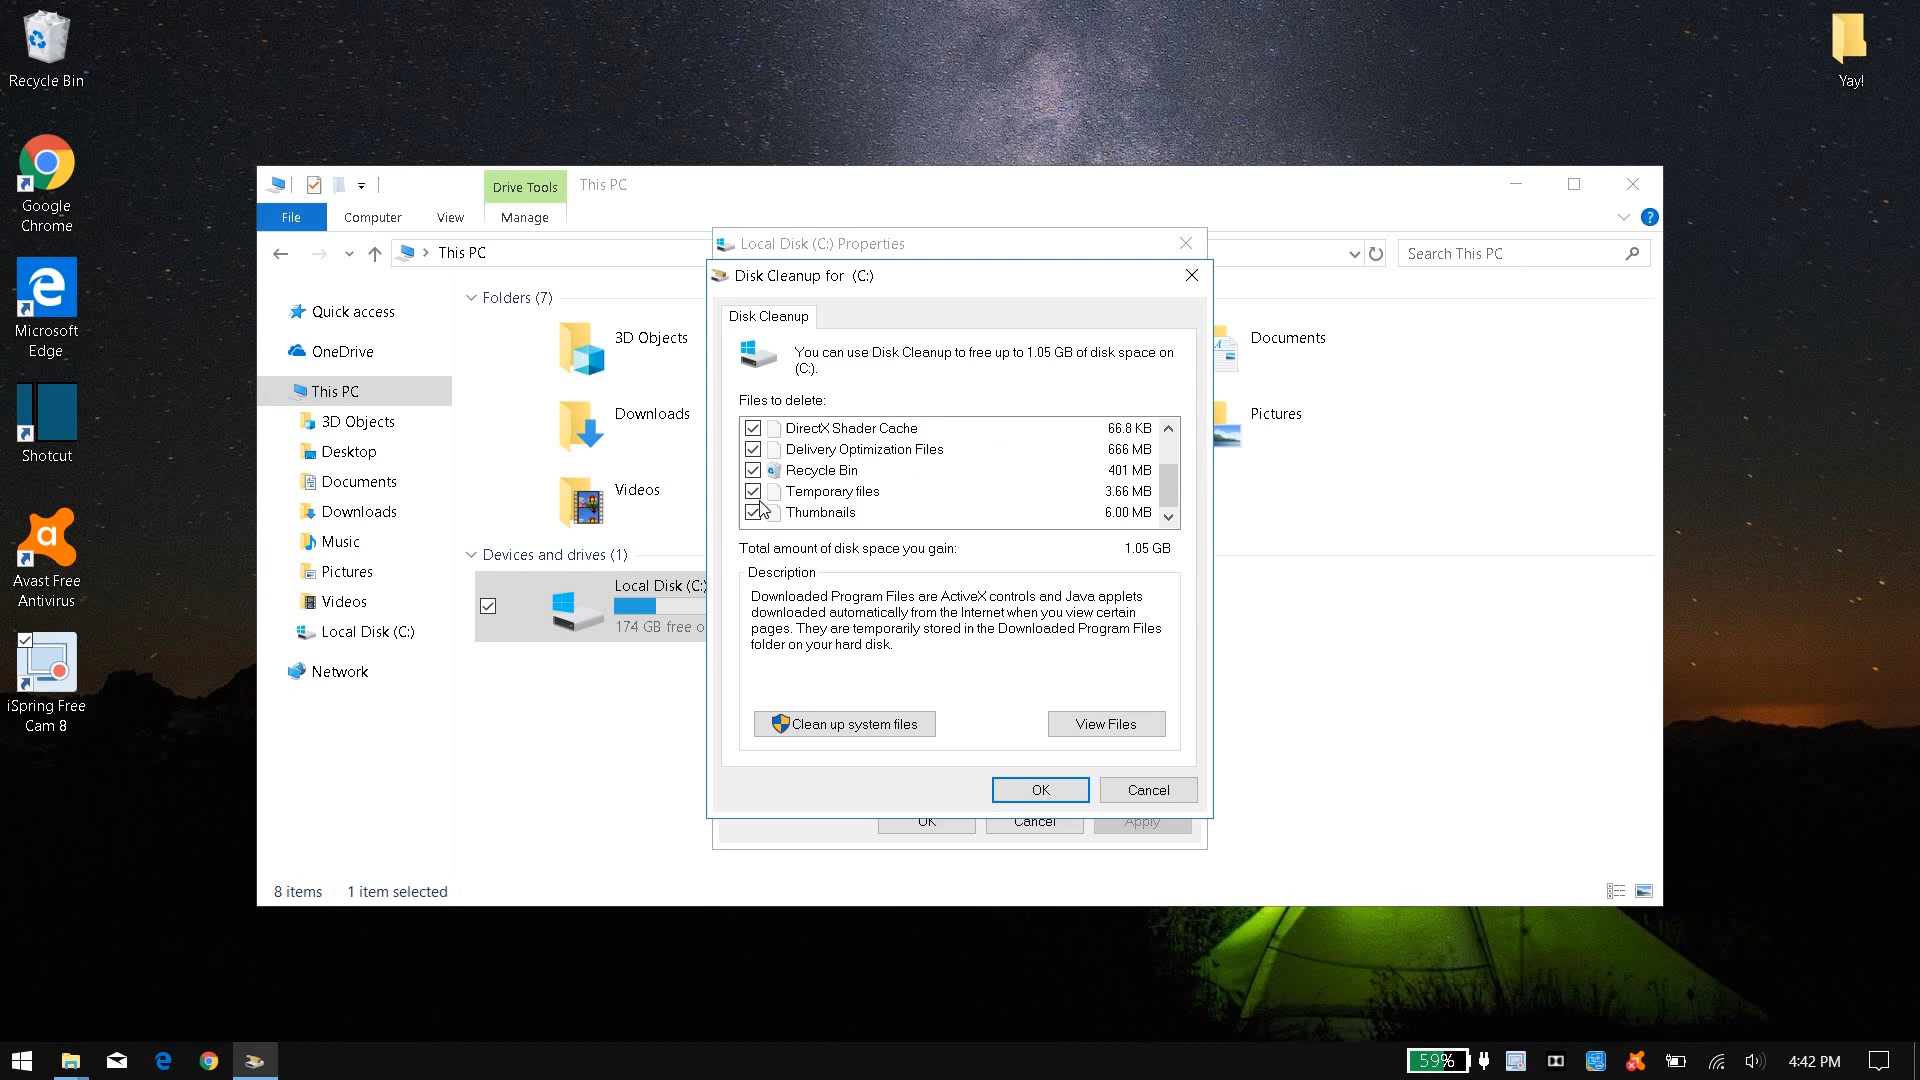 Recycle Bin
Google
Chrome
Microsoft
Edge
Shotcut
Avast Free
Antivirus
iSpring Free
Cam 8
Yay!
Drive Tools
This PC
File
Computer
View
Manage
This PC
Search This PC
Quick access
OneDrive
This PC
3D Objects
Desktop
Documents
Downloads
Music
Pictures
Videos
Local Disk (C:)
Network
Folders (7)
3D Objects
Downloads
Videos
Documents
Pictures
Devices and drives (1)
Local Disk (C:)
174 GB free o
8 items
1 item selected
Local Disk (C:) Properties
Disk Cleanup for (C:)
Disk Cleanup
You can use Disk Cleanup to free up to 1.05 GB of disk space on
(C:).
Files to delete:
DirectX Shader Cache 66.8 KB
Delivery Optimization Files 666 MB
Recycle Bin 401 MB
Temporary files 3.66 MB
Thumbnails 6.00 MB
Total amount of disk space you gain: 1.05 GB
Description
Downloaded Program Files are ActiveX controls and Java applets
downloaded automatically from the Internet when you view certain
pages. They are temporarily stored in the Downloaded Program Files
folder on your hard disk.
Clean up system files
View Files
OK
Cancel
OK
Cancel
Apply
59%
4:42 PM